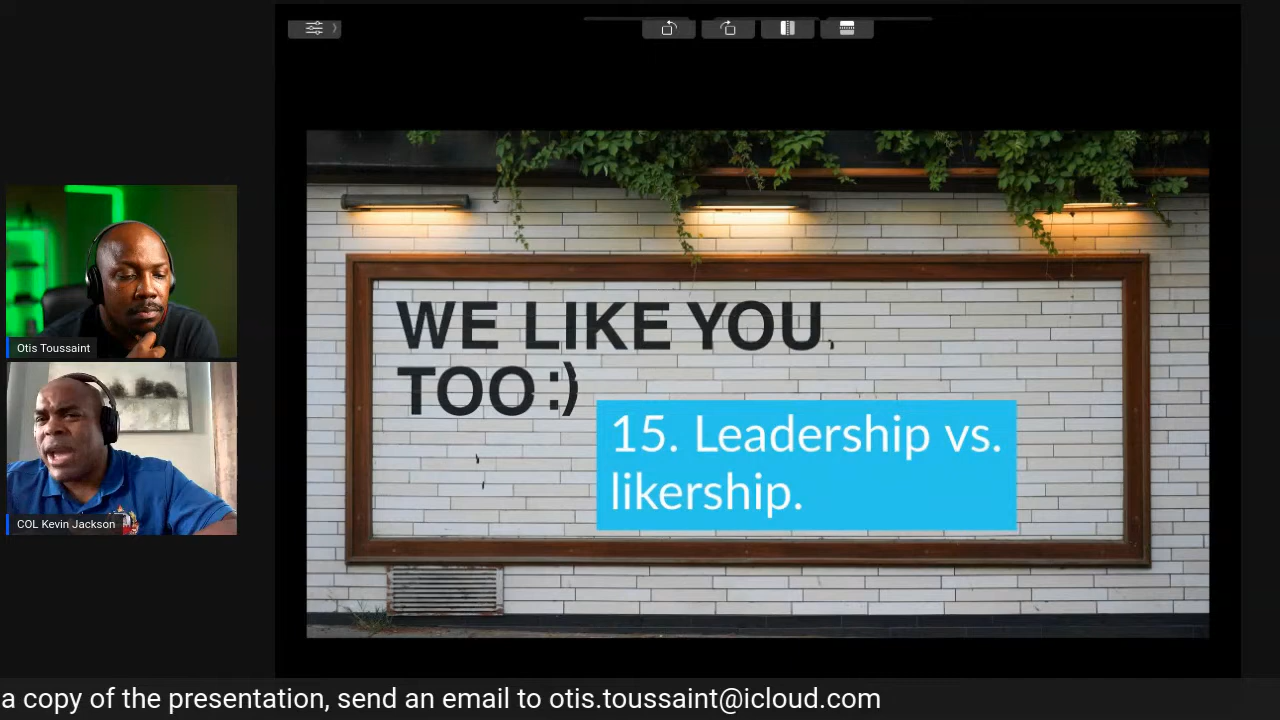 WE LIKE YOU,
TOO :)
15. Leadership vs.
likership.
Otis Toussaint
COL Kevin Jackson
a copy of the presentation, send an email to otis.toussaint@icloud.com